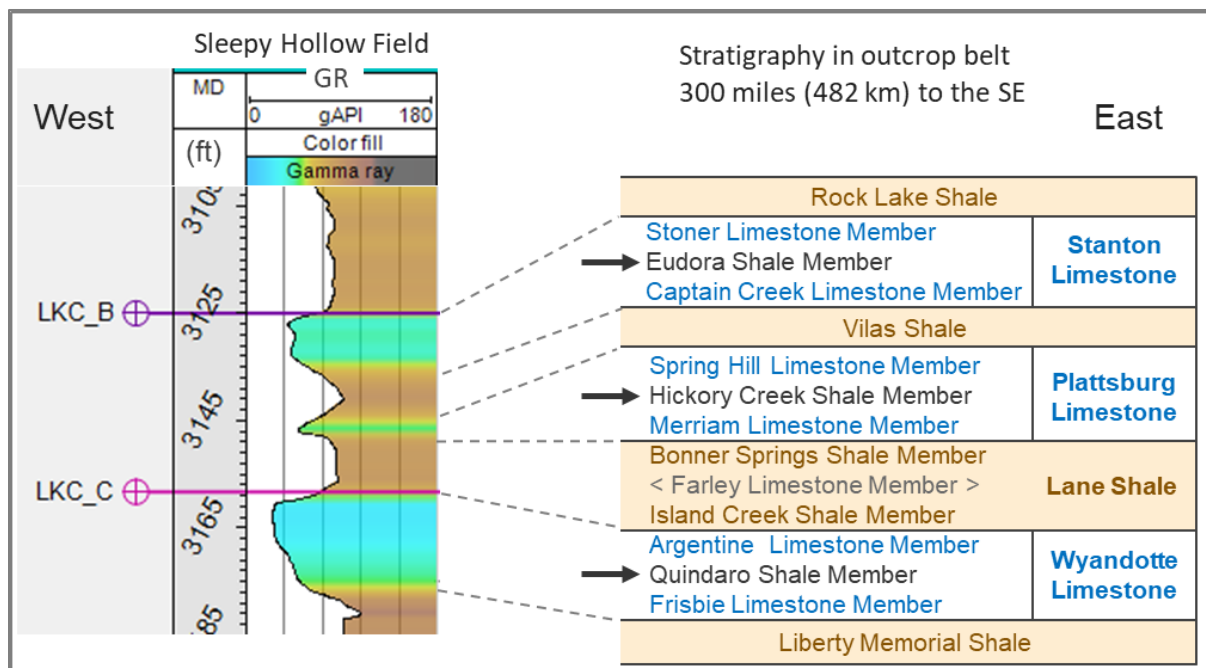 Sleepy Hollow Field
Stratigraphy in outcrop belt
300 miles (482 km) to the SE
West
East
MD
GR
0 gAPI 180
(ft)
Color fill
Gamma ray
3105
LKC_B
3125
3145
LKC_C
3165
Rock Lake Shale
Stoner Limestone Member
Eudora Shale Member
Captain Creek Limestone Member
Stanton
Limestone
Vilas Shale
Spring Hill Limestone Member
Hickory Creek Shale Member
Merriam Limestone Member
Plattsburg
Limestone
Bonner Springs Shale Member
< Farley Limestone Member >
Island Creek Shale Member
Lane Shale
Argentine Limestone Member
Quindaro Shale Member
Frisbie Limestone Member
Wyandotte
Limestone
Liberty Memorial Shale